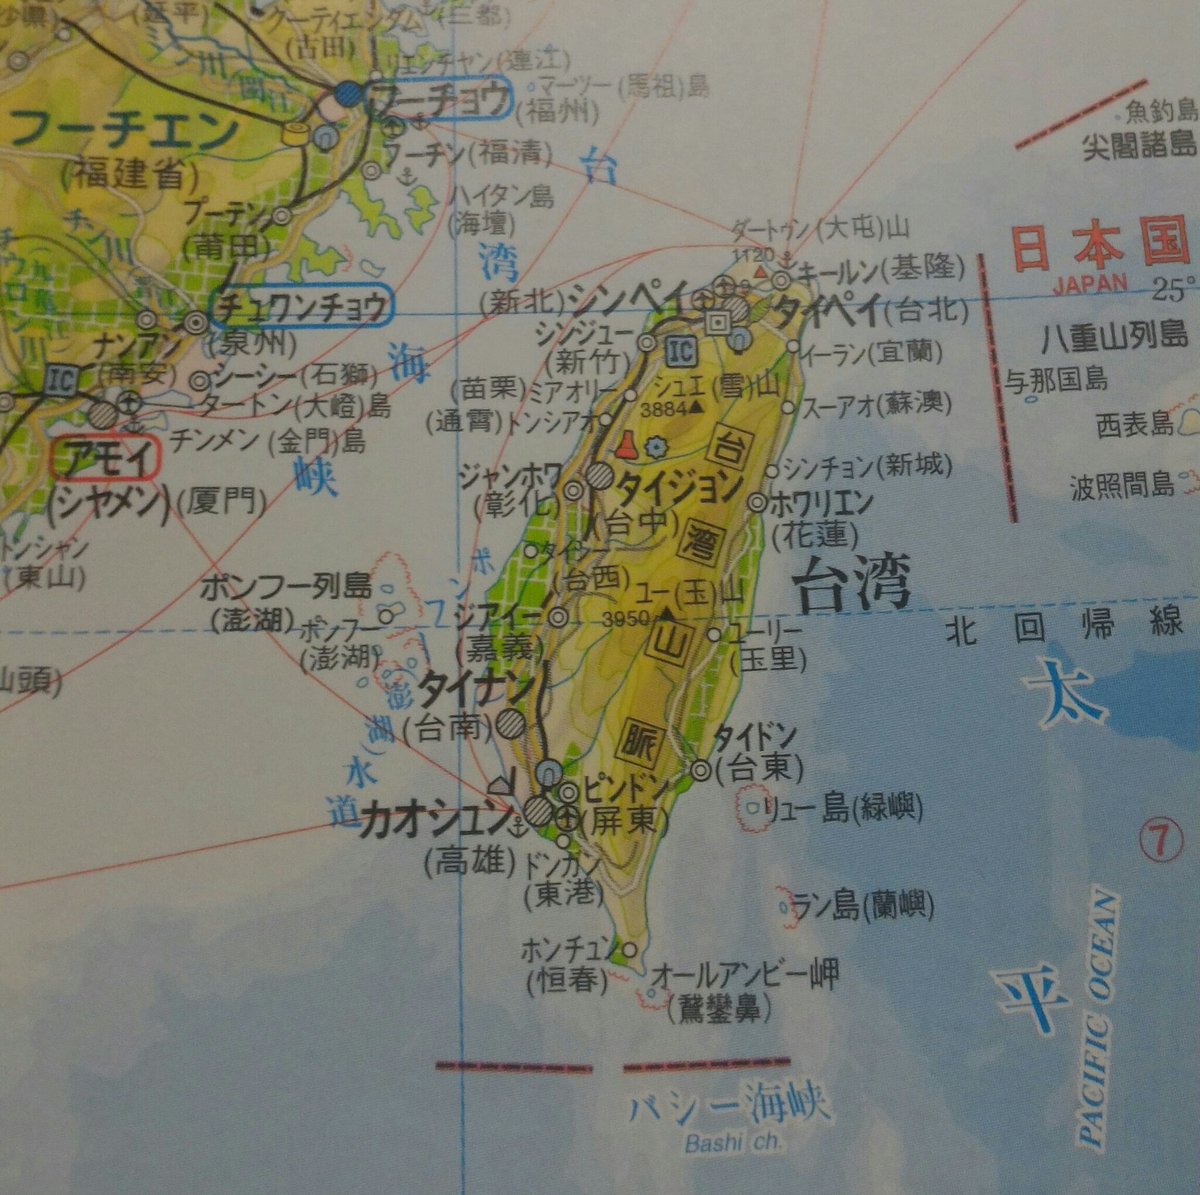 (延平)
グーティエンダム
(三都)
(古田)
リエンチヤン(連江)
閩江
川
マーツー(馬祖)島
フーチョウ
(福州)
フーチエン
(福建省)
フーチン(福清)
ハイタン島
(海壇)
プーテン
(莆田)
チン川
台湾海峡
魚釣島
尖閣諸島
日本国
JAPAN
25°
ダートゥン(大屯)山
1120
キールン(基隆)
(新北)シンペイ
タイペイ(台北)
チュワンチョウ
(泉州)
ナンアン
(南安)
IC
シーシー(石獅)
タートン(大嶝)島
チンメン(金門)島
アモイ
(シヤメン)(厦門)
シンジュー
(新竹)
IC
イーラン(宜蘭)
八重山列島
与那国島
(苗栗)ミアオリー
シュエ(雪)山
3884
スーアオ(蘇澳)
(通霄)トンシアオ
西表島
シンチョン(新城)
波照間島
ジャンホワ
(彰化)
タイジョン
(台中)
ホワリエン
(花蓮)
トンシャン
(東山)
タイシー
(台西)
台湾
ポンフー列島
(澎湖)
ポンフー
(澎湖)
ユー(玉)山
3950
ジアイー
(嘉義)
ユーリー
(玉里)
北回帰線
台湾山脈
汕頭)
ポンフー
澎湖水道
タイナン
(台南)
タイドン
(台東)
リュー島(緑嶼)
ピンドン
(屏東)
カオシュン
(高雄)
ドンカン
(東港)
⑦
ラン島(蘭嶼)
ホンチュン
(恒春)
オールアンビー岬
(鵞鑾鼻)
太平
PACIFIC OCEAN
バシー海峡
Bashi ch.